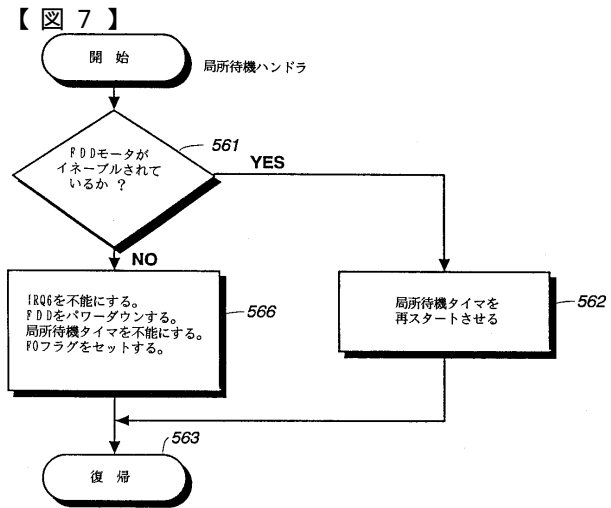 【図7】
開始
局所待機ハンドラ
FDDモータが
イネーブルされて
いるか ?
561
YES
NO
IRQ6を不能にする。
FDDをパワーダウンする。
局所待機タイマを不能にする。
FOフラグをセットする。
566
局所待機タイマを
再スタートさせる
562
563
復帰